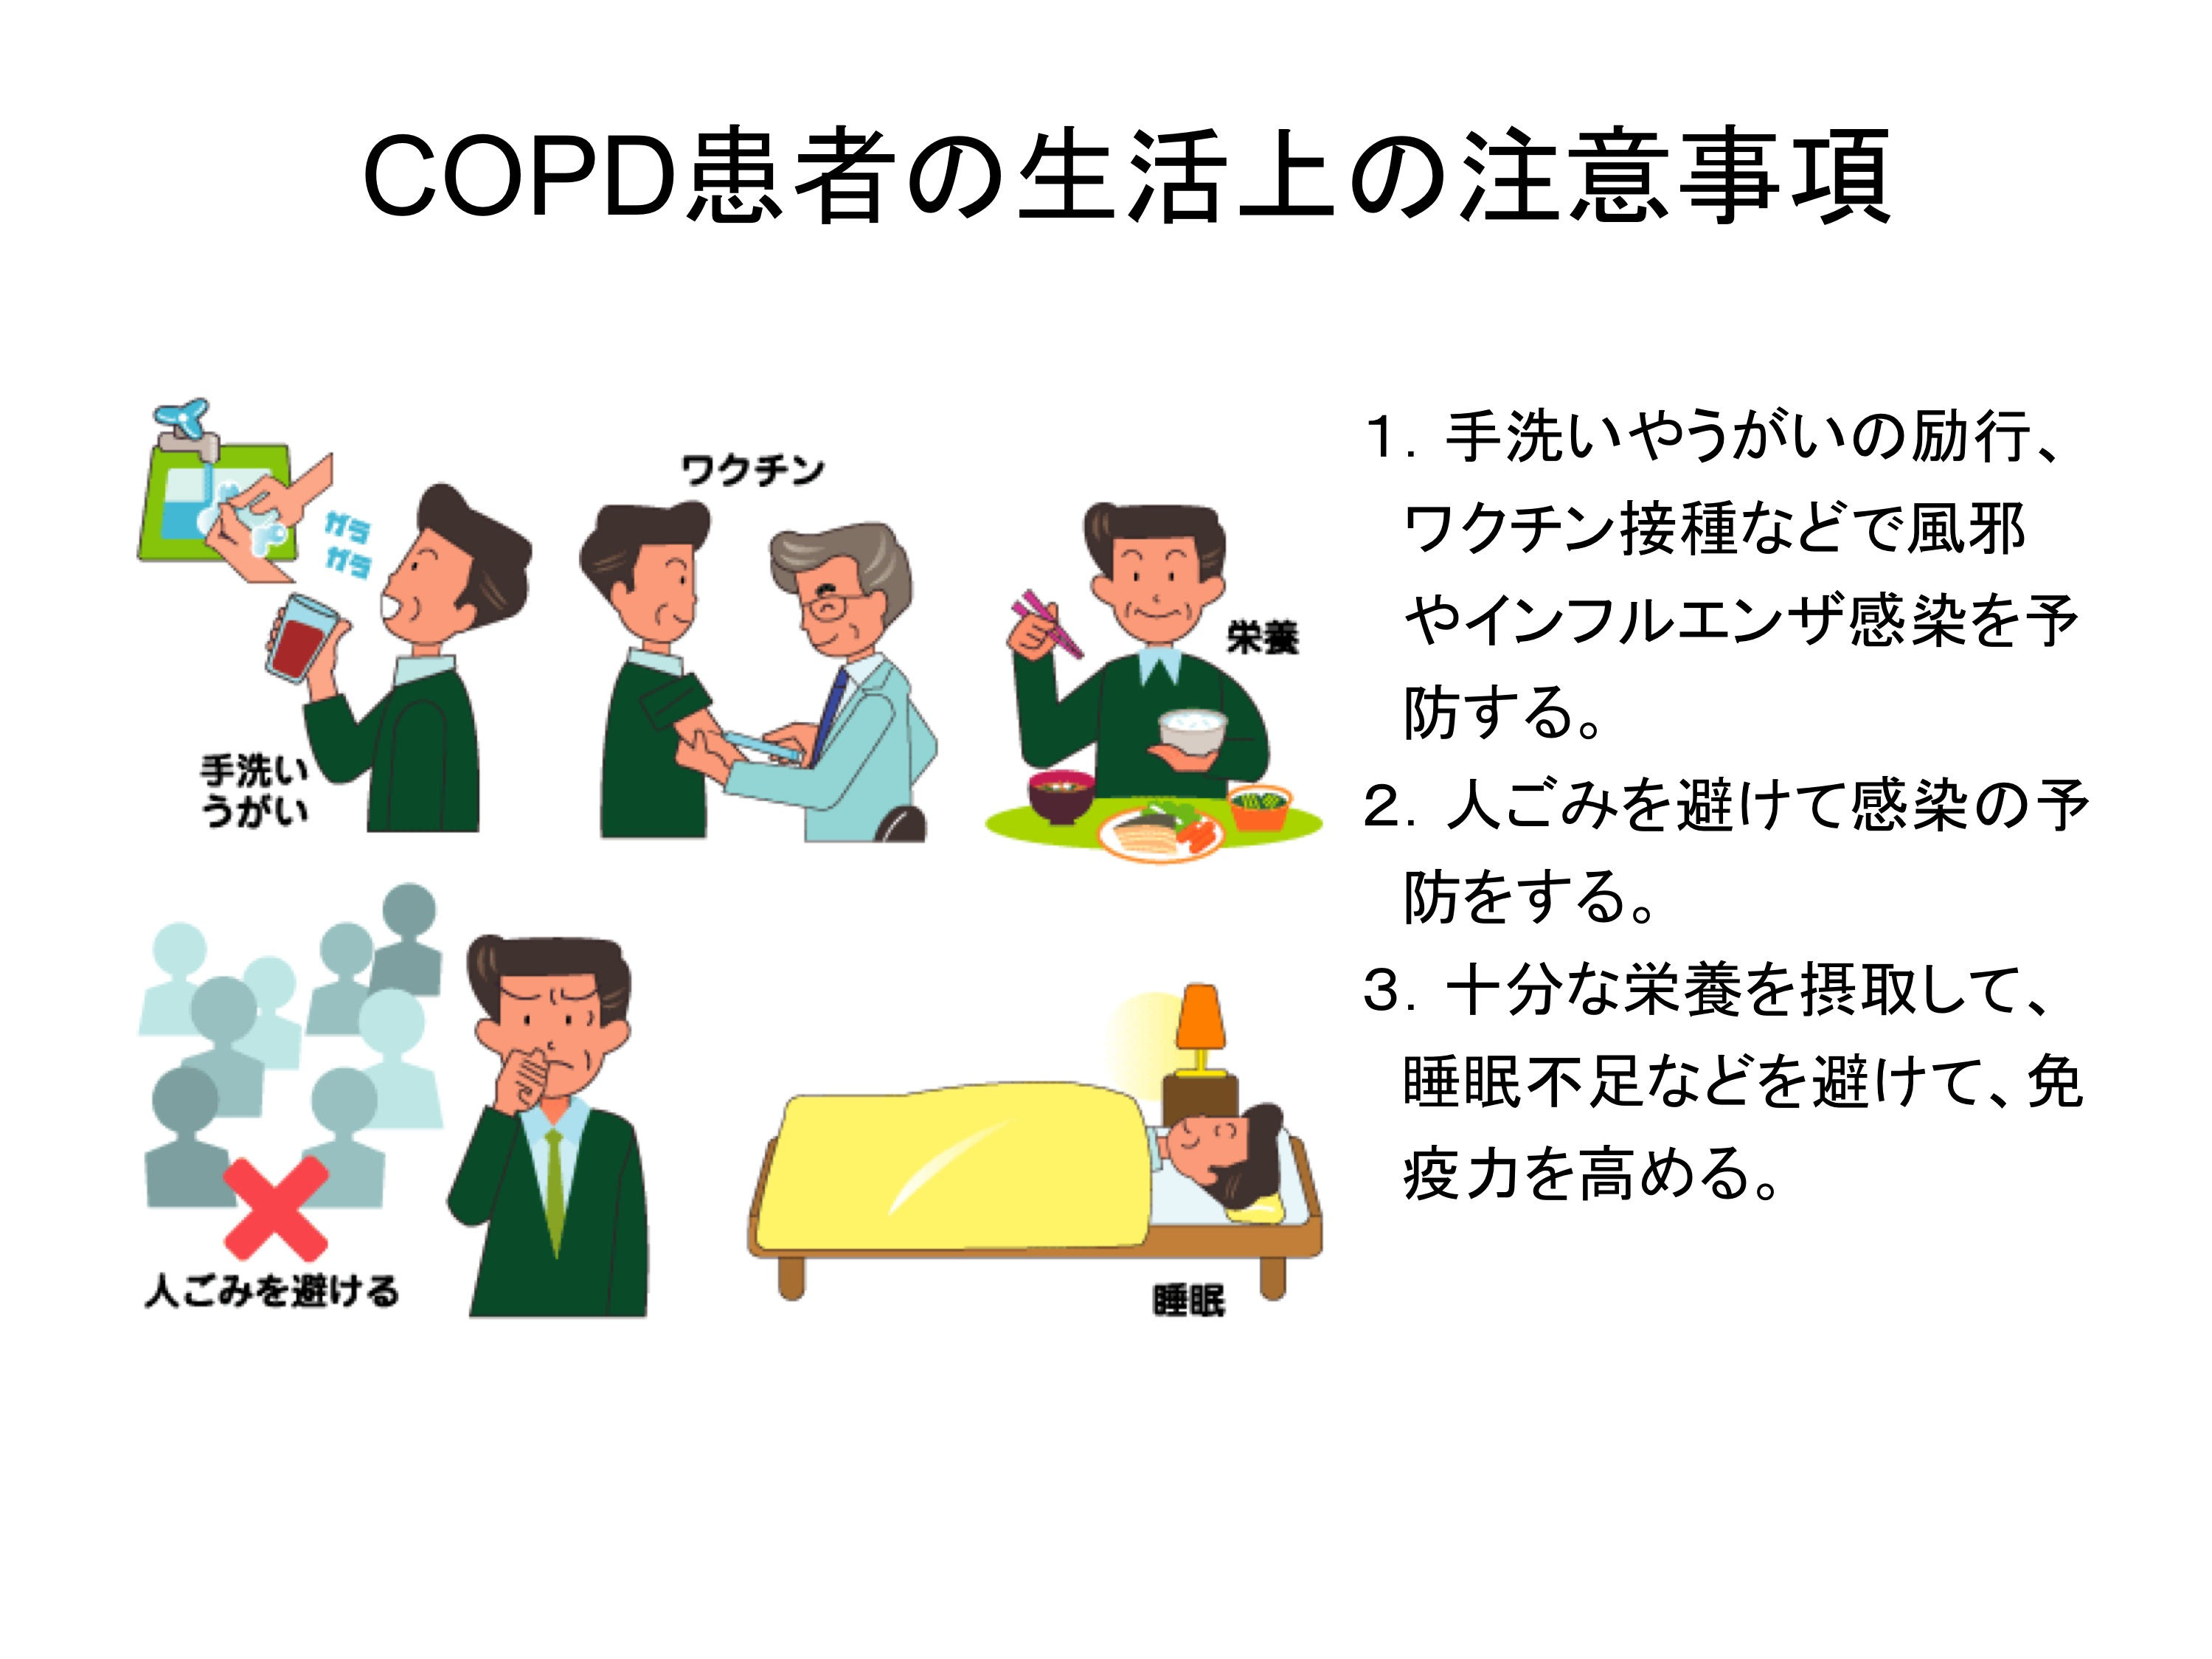 COPD患者の生活上の注意事項
ガラ
ガラ
手洗い
うがい
ワクチン
栄養
人ごみを避ける
睡眠
１．手洗いやうがいの励行、
ワクチン接種などで風邪
やインフルエンザ感染を予
防する。
２．人ごみを避けて感染の予
防をする。
３．十分な栄養を摂取して、
睡眠不足などを避けて、免
疫力を高める。